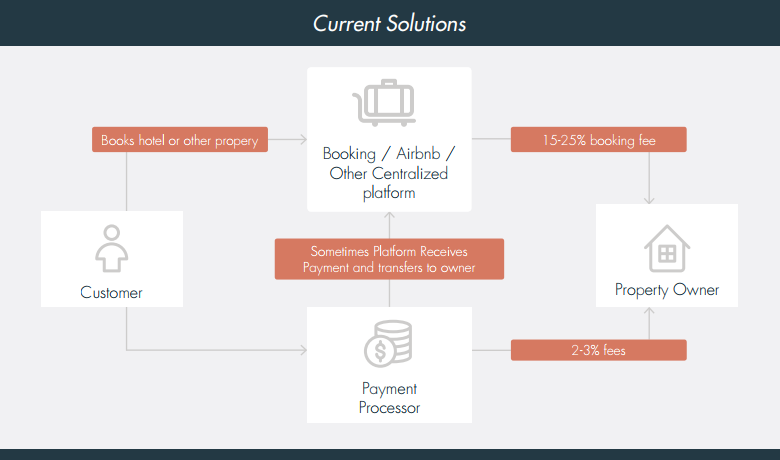 Current Solutions
Books hotel or other propery
Booking / Airbnb /
Other Centralized
platform
15-25% booking fee
Customer
Sometimes Platform Receives
Payment and transfers to owner
Property Owner
Payment
Processor
2-3% fees